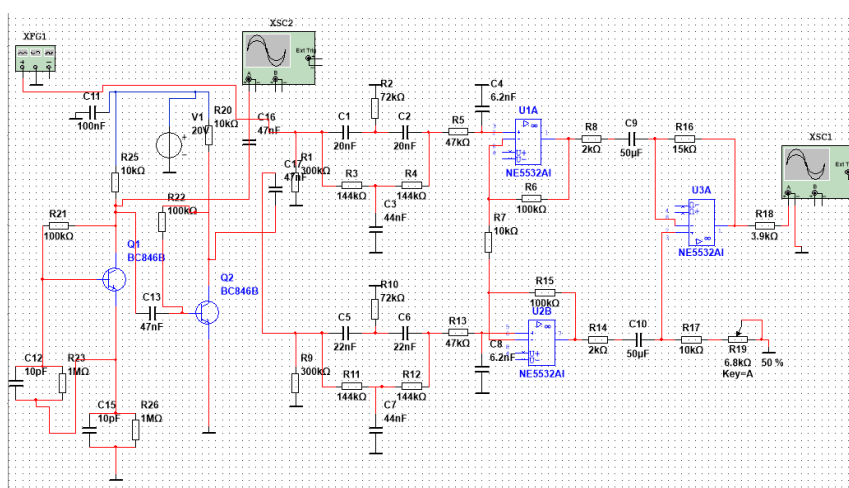 XSC2
XFG1
Ext Trig
A
B
C11
100nF
V1
20V
R20
10kΩ
C16
47nF
R25
10kΩ
R22
100kΩ
C17
47nF
R21
100kΩ
Q1
BC846B
Q2
BC846B
C13
47nF
C12
10pF
R23
1MΩ
C15
10pF
R26
1MΩ
R1
300kΩ
C1
20nF
R2
72kΩ
C2
20nF
R3
144kΩ
R4
144kΩ
C3
44nF
R5
47kΩ
C4
6.2nF
U1A
NE5532AI
R6
100kΩ
R7
10kΩ
R8
2kΩ
C9
50µF
R16
15kΩ
U3A
NE5532AI
XSC1
Ext
A
B
R18
3.9kΩ
R10
72kΩ
C5
22nF
C6
22nF
R9
300kΩ
R11
144kΩ
R12
144kΩ
C7
44nF
R13
47kΩ
C8
6.2nF
R15
100kΩ
U2B
NE5532AI
R14
2kΩ
C10
50µF
R17
10kΩ
R19
6.8kΩ
Key=A
50 %